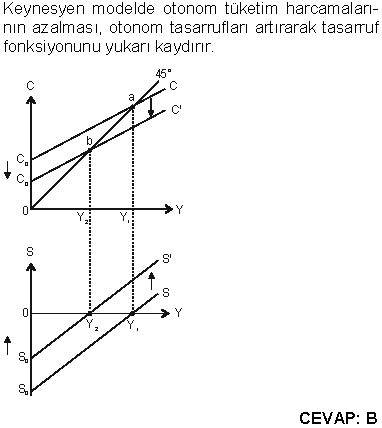 Keynesyen modelde otonom tüketim harcamaları-
nın azalması, otonom tasarrufları artırarak tasarruf
fonksiyonunu yukarı kaydırır.
45°
C
a
C
C'
b
C₀
C₀
0
Y₂
Y₁
Y
S
S'
S
0
Y₂
Y₁
Y
S₀
S₀
CEVAP: B